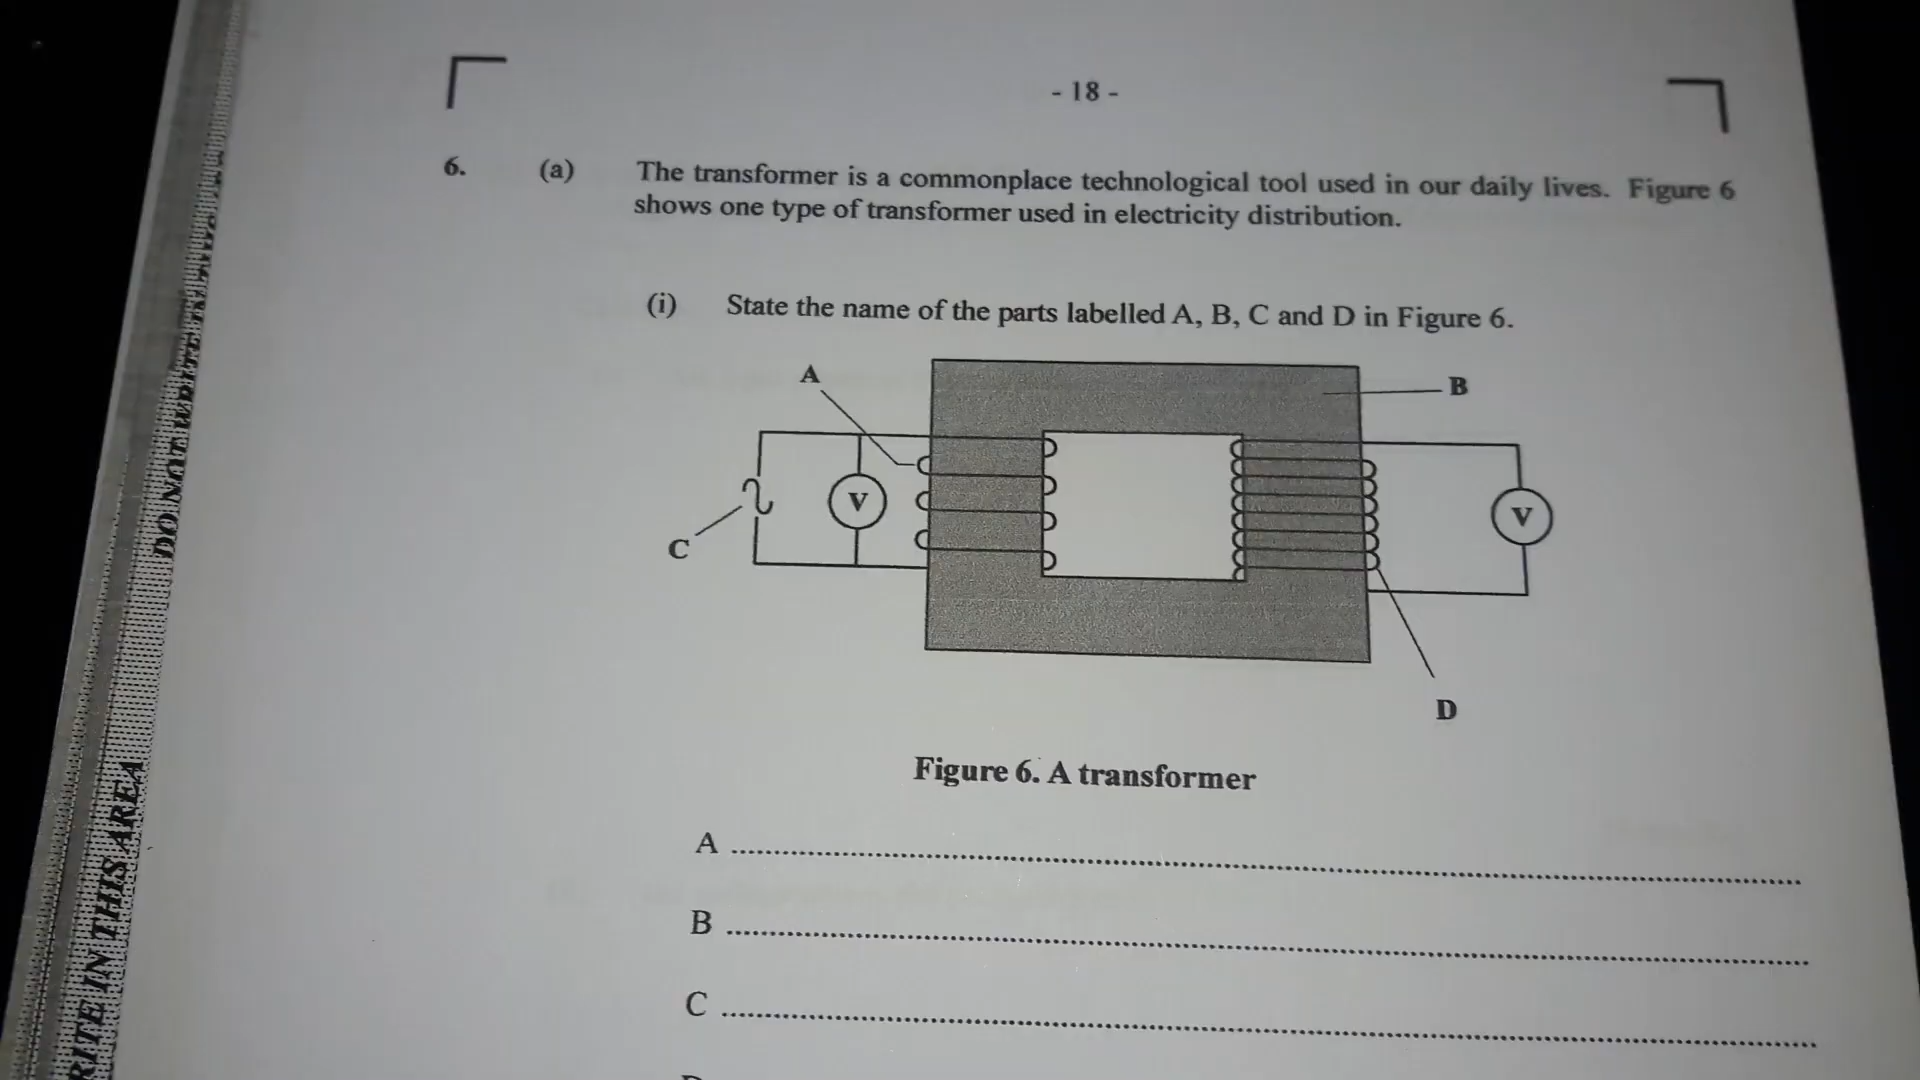 - 18 -
6. (a) The transformer is a commonplace technological tool used in our daily lives. Figure 6
shows one type of transformer used in electricity distribution.
(i) State the name of the parts labelled A, B, C and D in Figure 6.
A
B
V
V
C
D
Figure 6. A transformer
A ........................................................................
B ........................................................................
C ........................................................................
RITE IN THIS AREA
DO NOT WRITE IN THIS